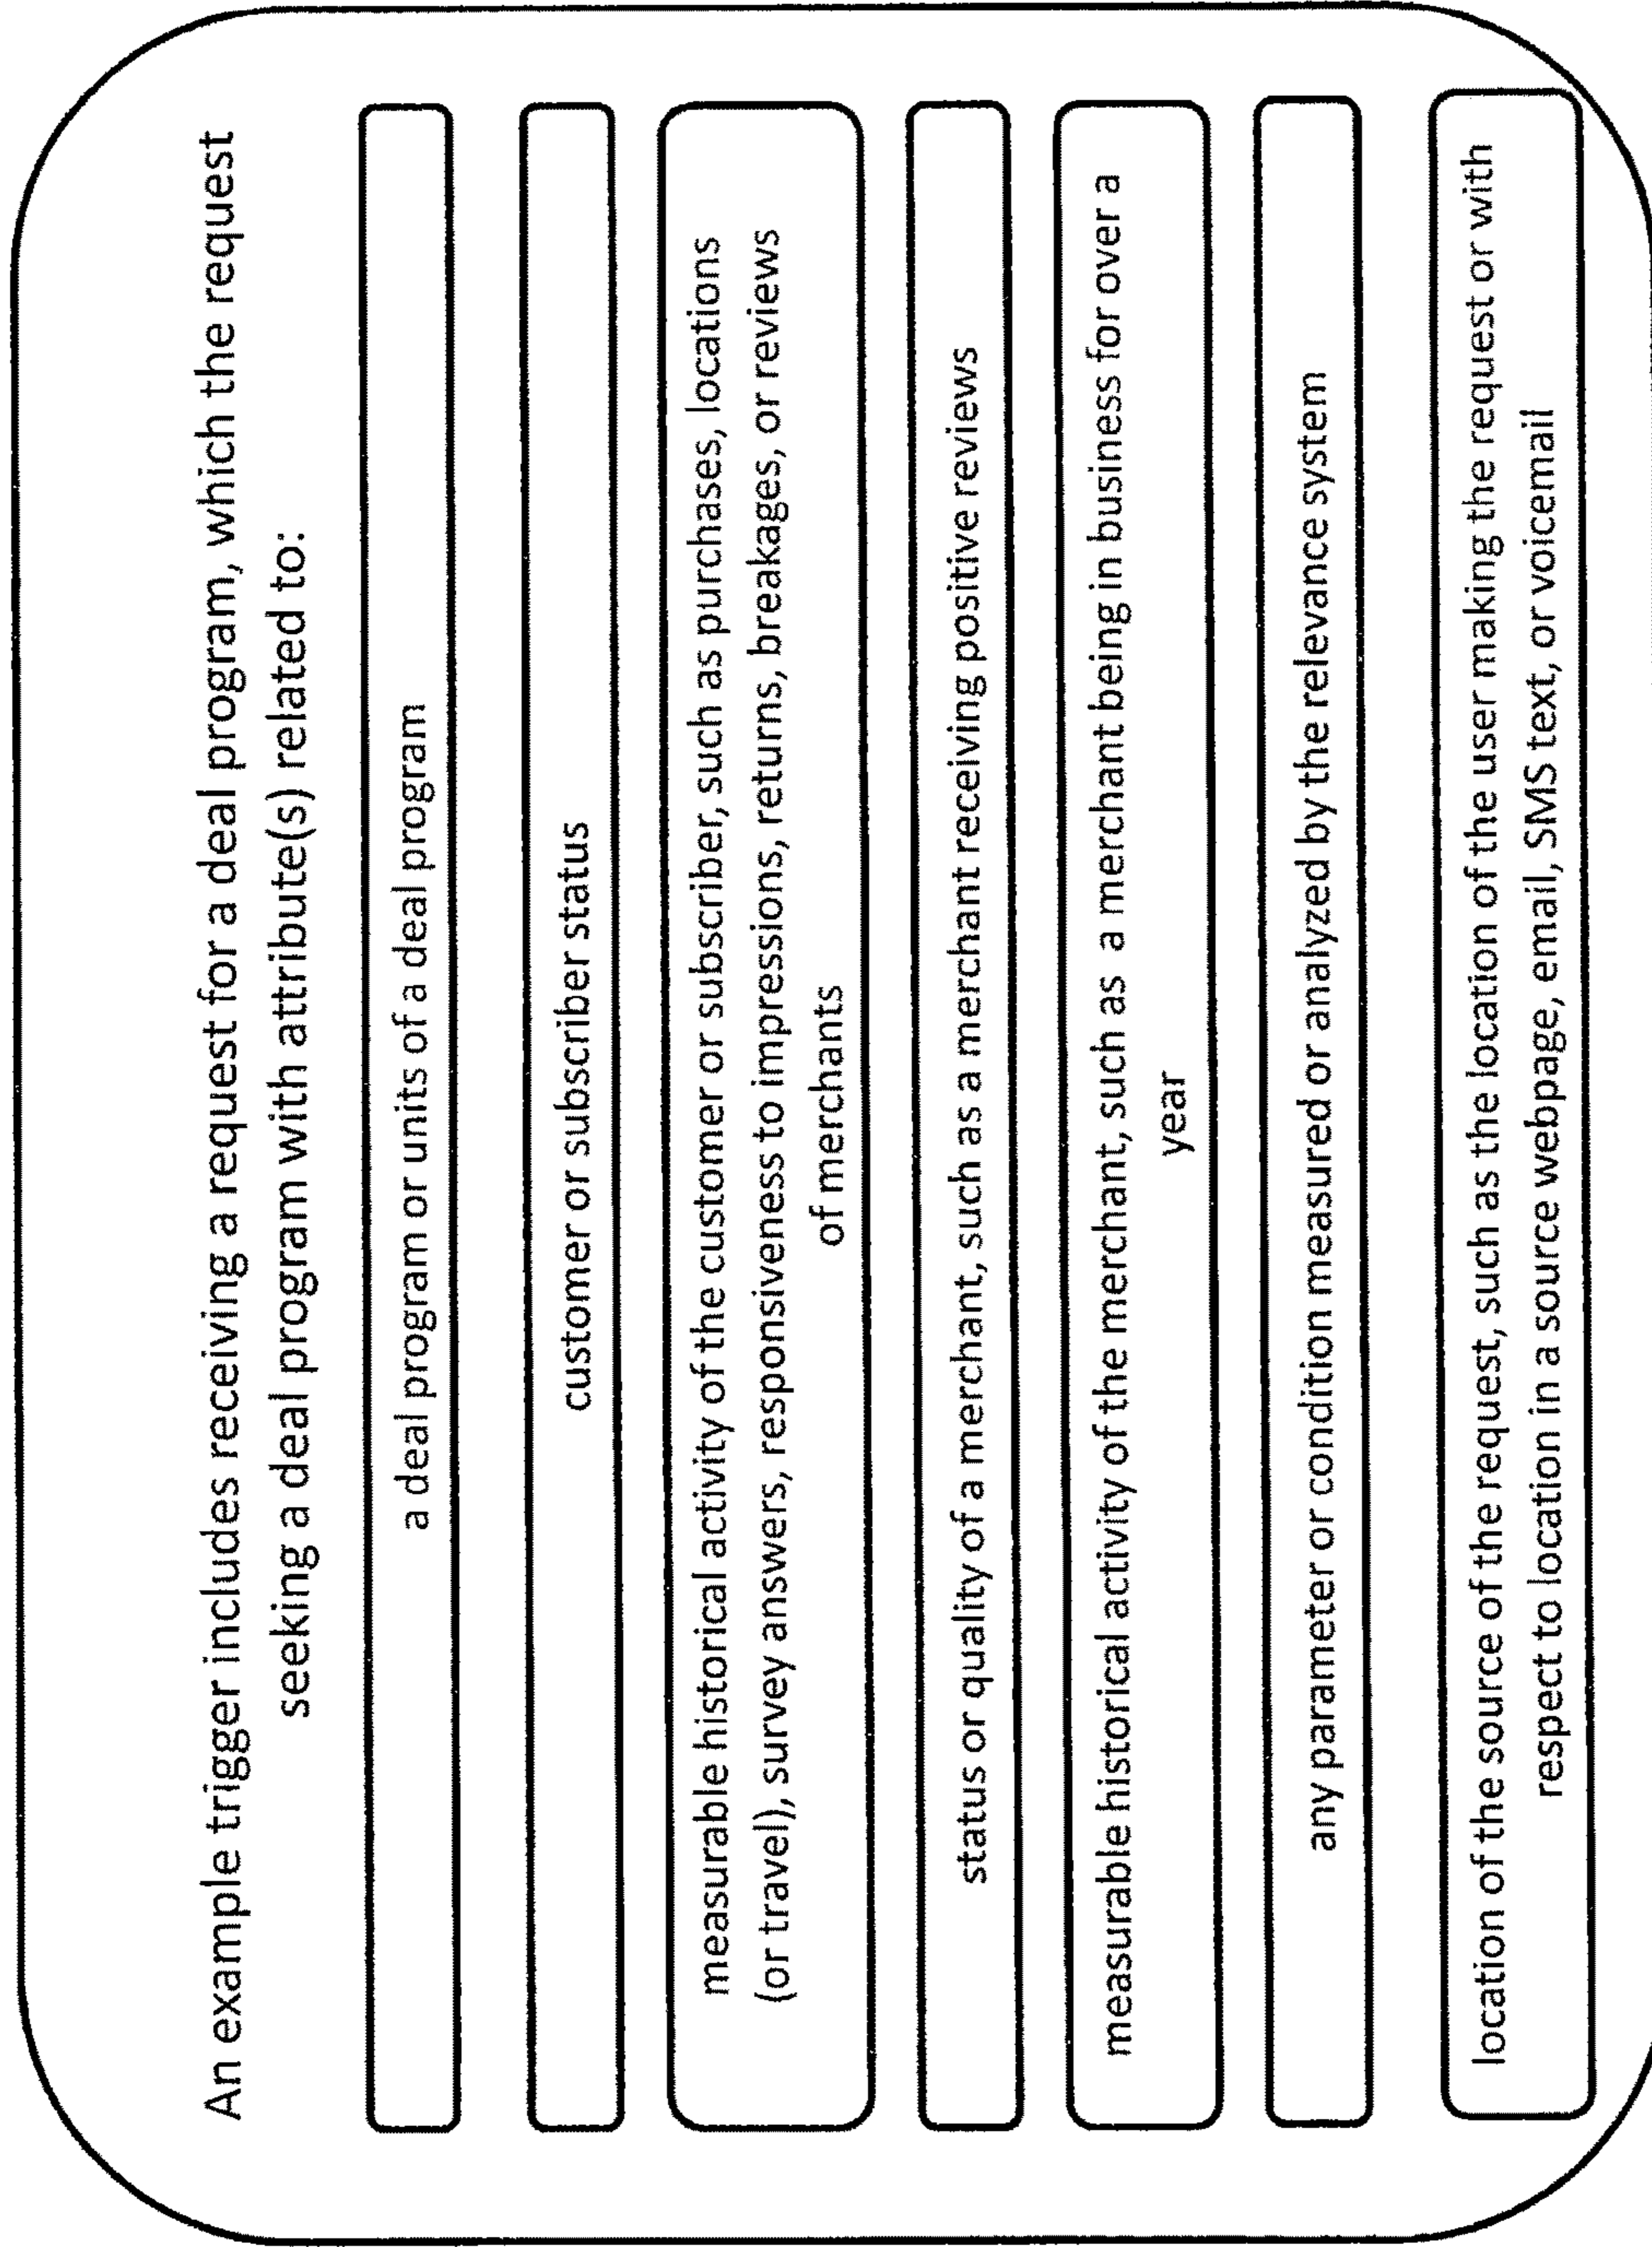 An example trigger includes receiving a request for a deal program, which the request
seeking a deal program with attribute(s) related to:
a deal program or units of a deal program
customer or subscriber status
measurable historical activity of the customer or subscriber, such as purchases, locations
(or travel), survey answers, responsiveness to impressions, returns, breakages, or reviews
of merchants
status or quality of a merchant, such as a merchant receiving positive reviews
measurable historical activity of the merchant, such as a merchant being in business for over a
year
any parameter or condition measured or analyzed by the relevance system
location of the source of the request, such as the location of the user making the request or with
respect to location in a source webpage, email, SMS text, or voicemail